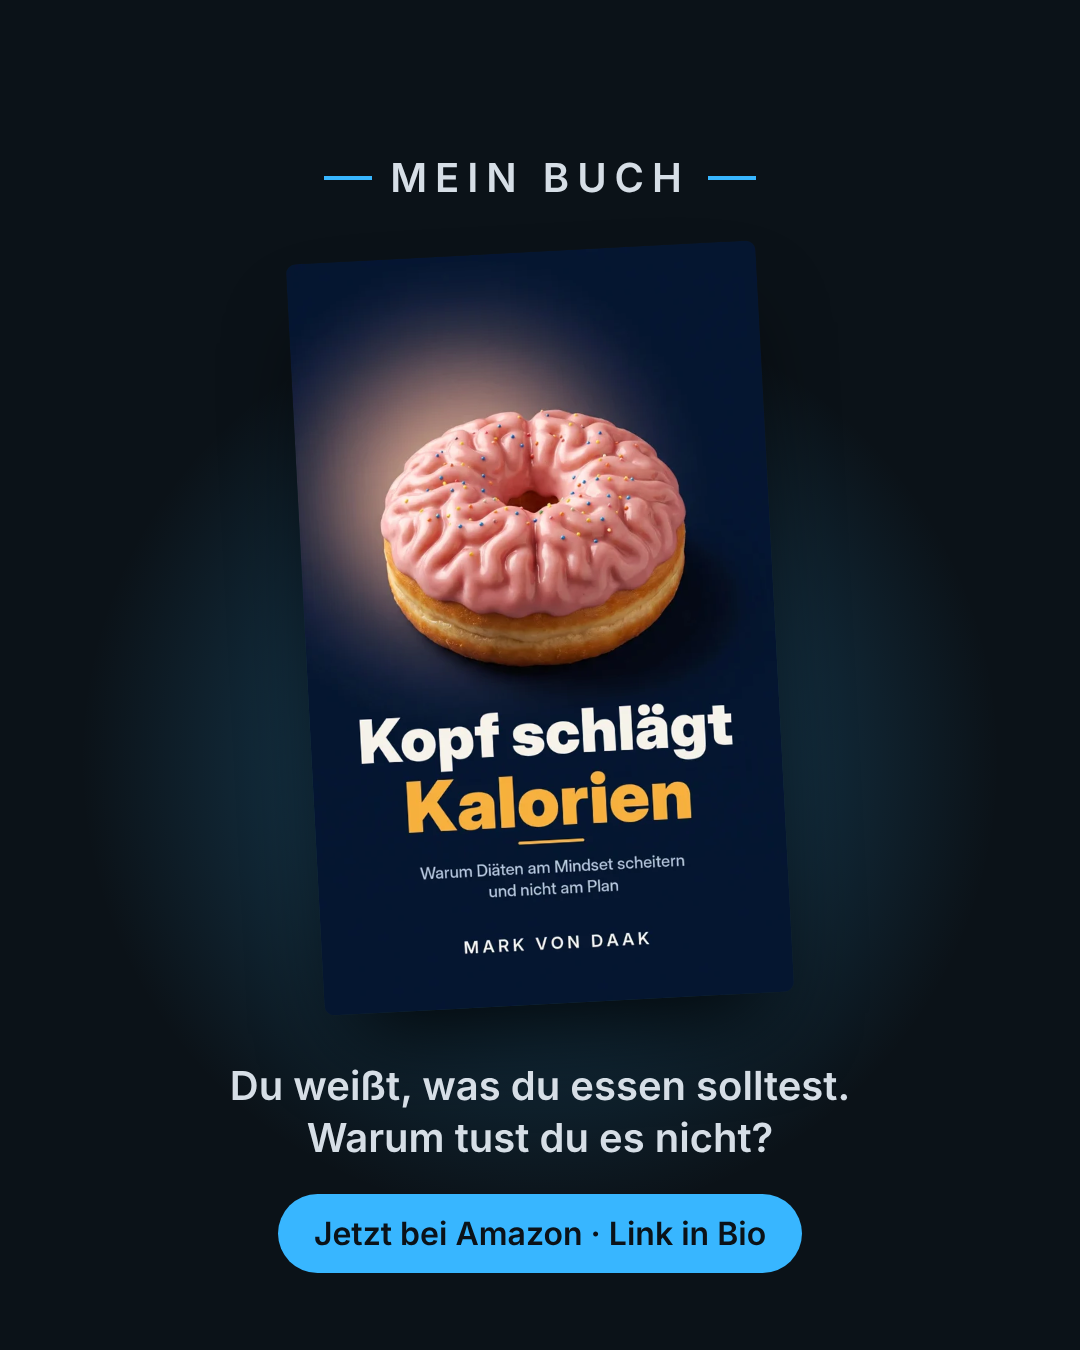 MEIN BUCH
Kopf schlägt
Kalorien
Warum Diäten am Mindset scheitern
und nicht am Plan
MARK VON DAAK
Du weißt, was du essen solltest.
Warum tust du es nicht?
Jetzt bei Amazon · Link in Bio